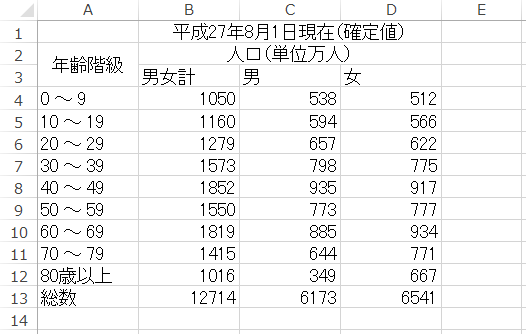 A B C D E
1 平成27年8月1日現在(確定値)
2 年齢階級 人口(単位万人)
3 男女計 男 女
4 0～9 1050 538 512
5 10～19 1160 594 566
6 20～29 1279 657 622
7 30～39 1573 798 775
8 40～49 1852 935 917
9 50～59 1550 773 777
10 60～69 1819 885 934
11 70～79 1415 644 771
12 80歳以上 1016 349 667
13 総数 12714 6173 6541
14